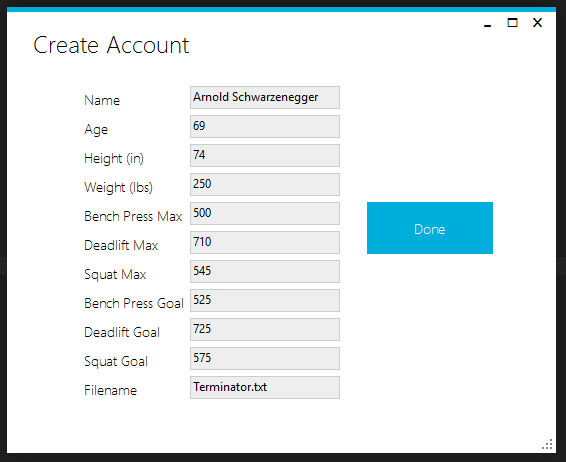 Create Account
Name Arnold Schwarzenegger
Age 69
Height (in) 74
Weight (lbs) 250
Bench Press Max 500
Deadlift Max 710
Squat Max 545
Bench Press Goal 525
Deadlift Goal 725
Squat Goal 575
Filename Terminator.txt
Done